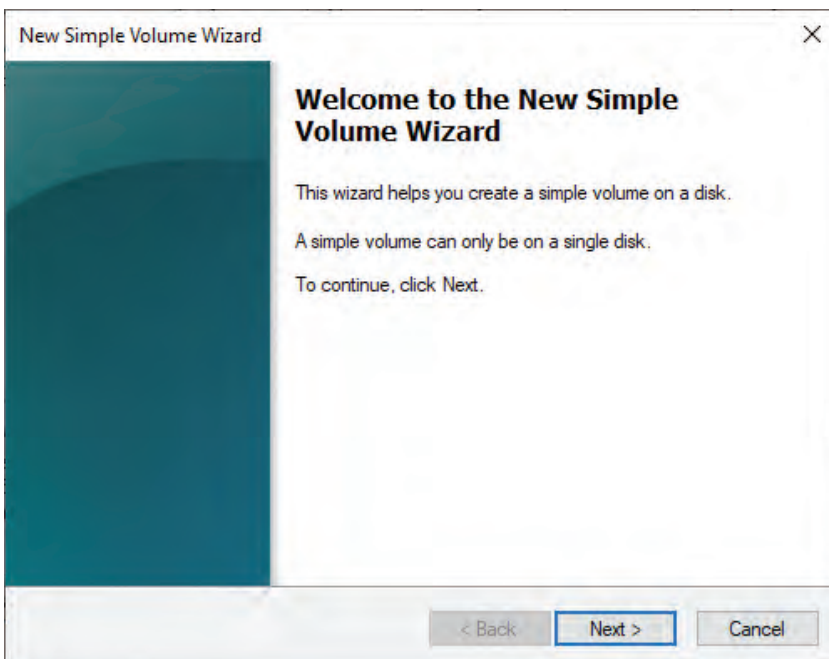 New Simple Volume Wizard
Welcome to the New Simple
Volume Wizard
This wizard helps you create a simple volume on a disk.
A simple volume can only be on a single disk.
To continue, click Next.
< Back
Next >
Cancel